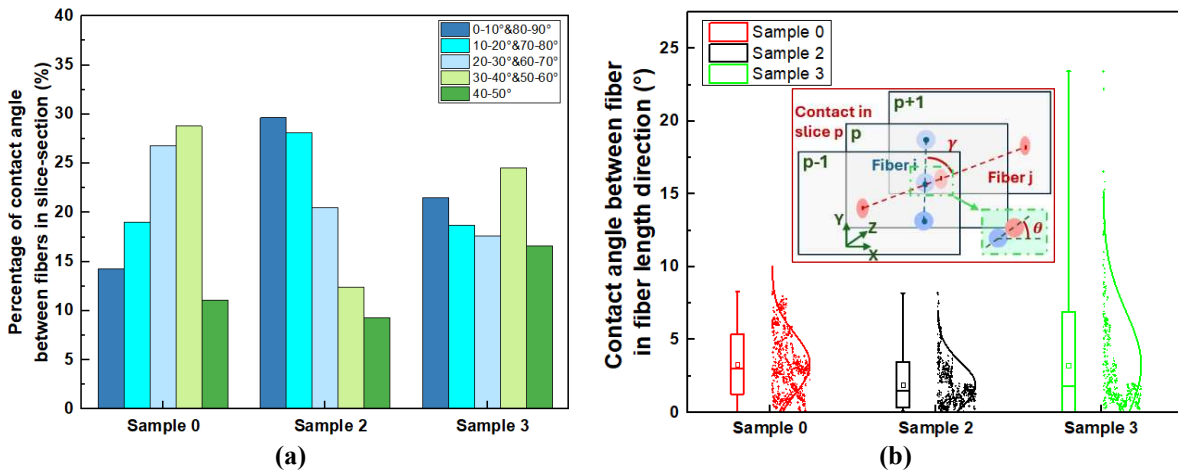 Percentage of contact angle
between fibers in slice-section (%)
40
35
30
25
20
15
10
5
0
0-10°&80-90°
10-20°&70-80°
20-30°&60-70°
30-40°&50-60°
40-50°
Sample 0
Sample 2
Sample 3
(a)
Contact angle between fiber
in fiber length direction (°)
25
20
15
10
5
0
Sample 0
Sample 2
Sample 3
Contact in
slice p
p+1
p
p-1
γ
Fiber i
Fiber j
Y
Z
X
θ
Sample 0
Sample 2
Sample 3
(b)